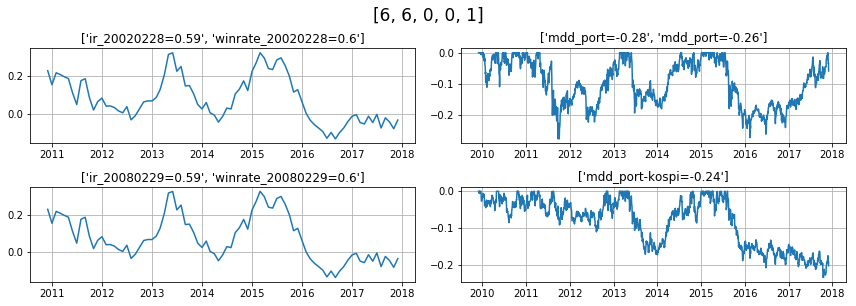 [6, 6, 0, 0, 1]
['ir_20020228=0.59', 'winrate_20020228=0.6']
0.2
0.0
2011 2012 2013 2014 2015 2016 2017 2018
['mdd_port=-0.28', 'mdd_port=-0.26']
0.0
−0.1
−0.2
2010 2011 2012 2013 2014 2015 2016 2017 2018
['ir_20080229=0.59', 'winrate_20080229=0.6']
0.2
0.0
2011 2012 2013 2014 2015 2016 2017 2018
['mdd_port-kospi=-0.24']
0.0
−0.1
−0.2
2010 2011 2012 2013 2014 2015 2016 2017 2018